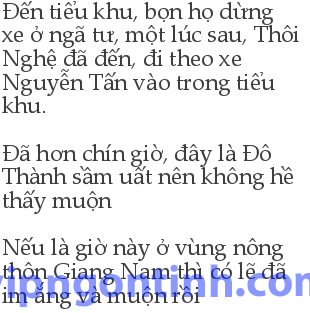 Đến tiểu khu, bọn họ dừng
xe ở ngã tư, một lúc sau, Thôi
Nghệ đã đến, đi theo xe
Nguyễn Tấn vào trong tiểu
khu.
Đã hơn chín giờ, đây là Đô
Thành sầm uất nên không hề
thấy muộn
Nếu là giờ này ở vùng nông
thôn Giang Nam thì có lẽ đã
im ắng và muộn rồi